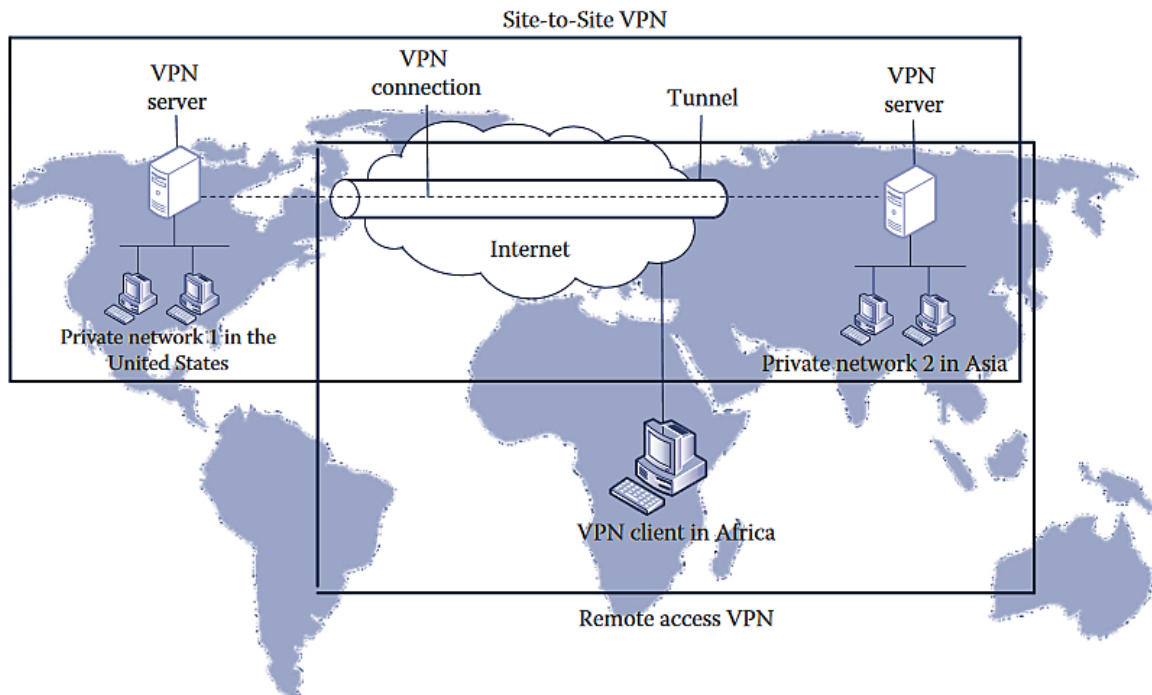 Site-to-Site VPN
VPN
server
VPN
connection
Tunnel
VPN
server
Internet
Private network 1 in the
United States
Private network 2 in Asia
VPN client in Africa
Remote access VPN